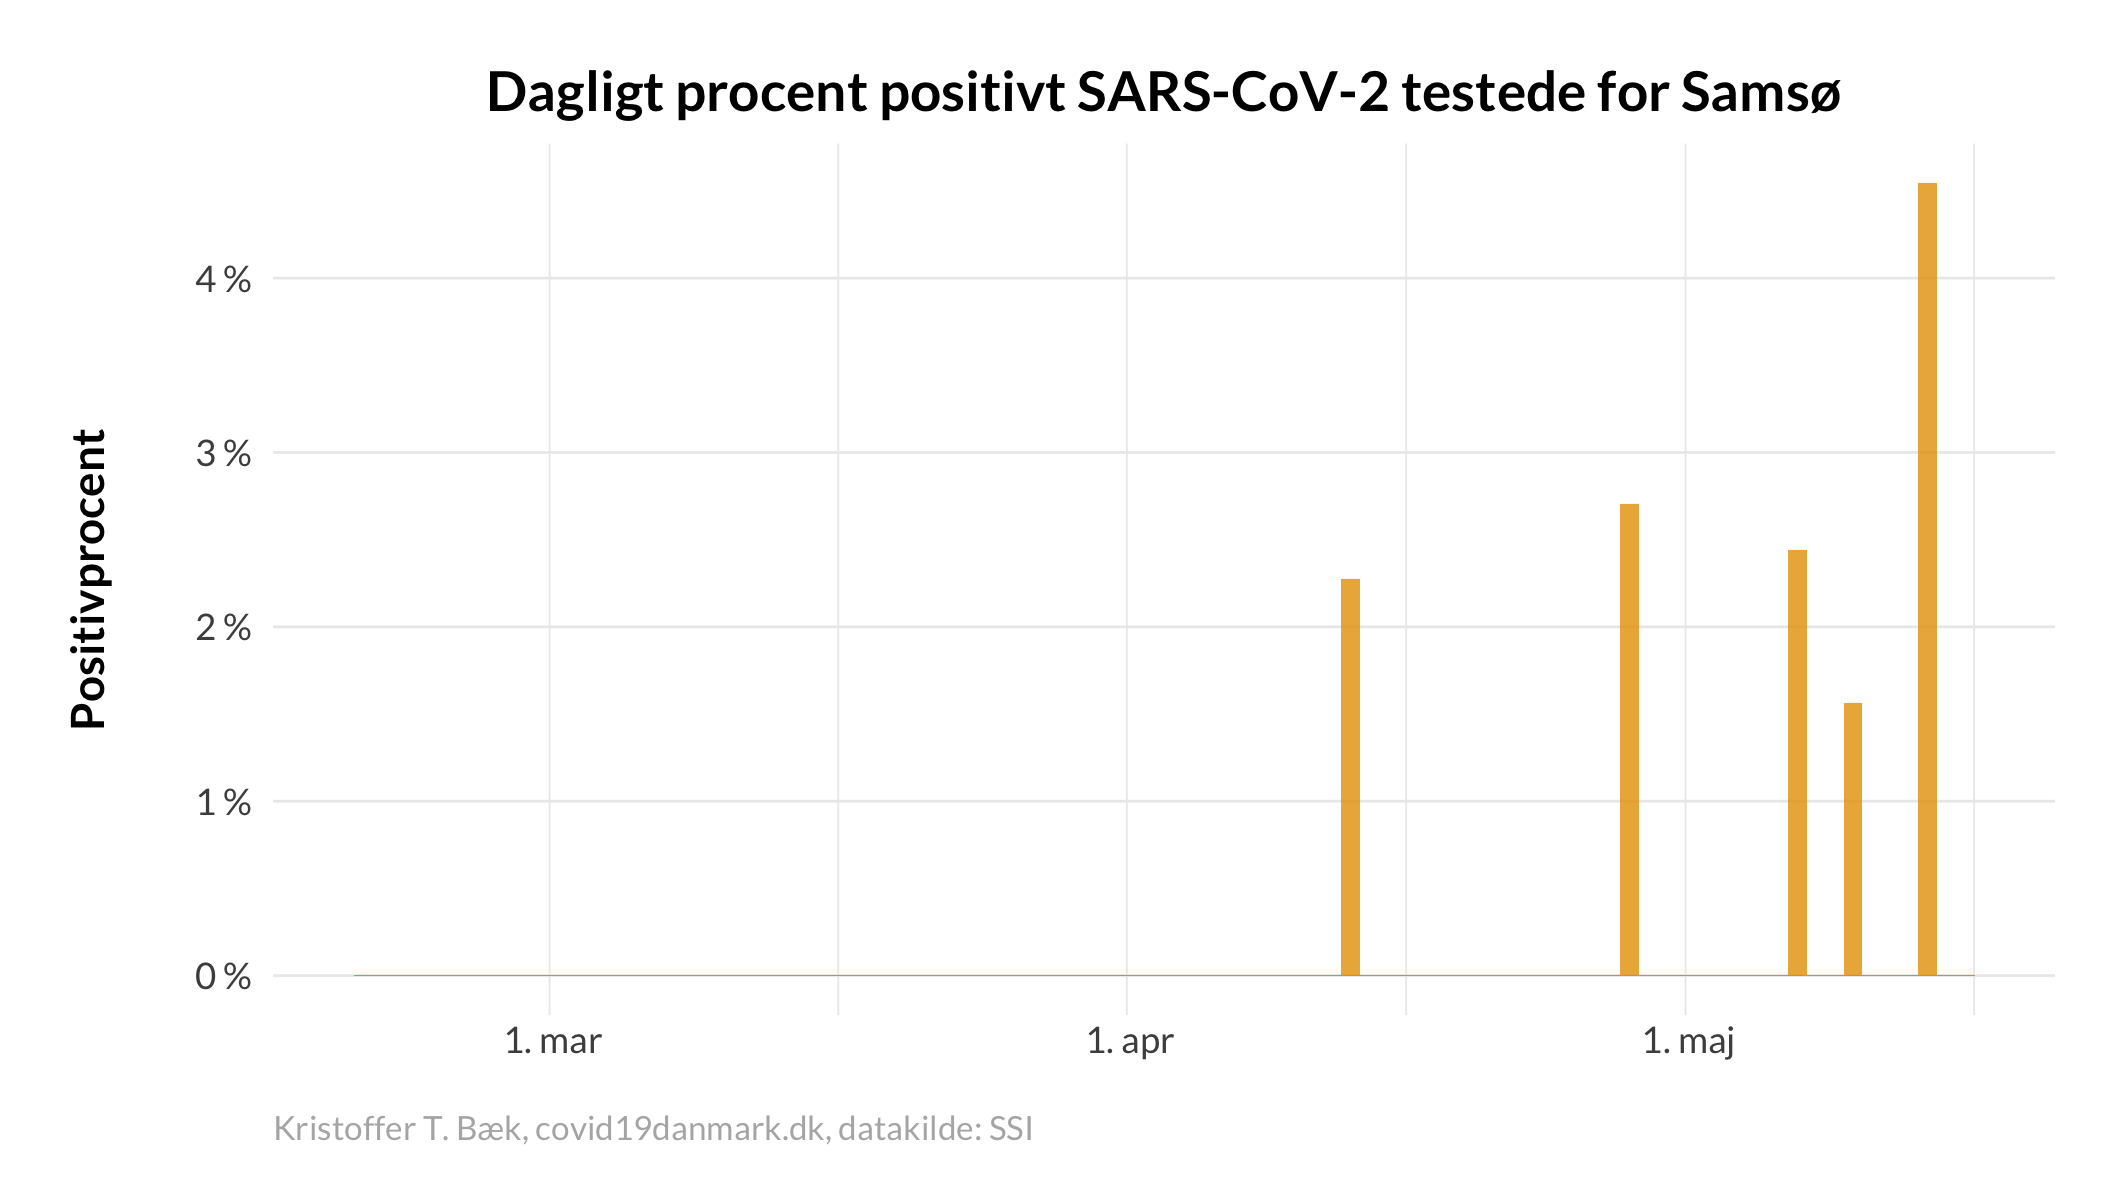 Dagligt procent positivt SARS-CoV-2 testede for Samsø
Positivprocent
4 %
3 %
2 %
1 %
0 %
1. mar
1. apr
1. maj
Kristoffer T. Bæk, covid19danmark.dk, datakilde: SSI